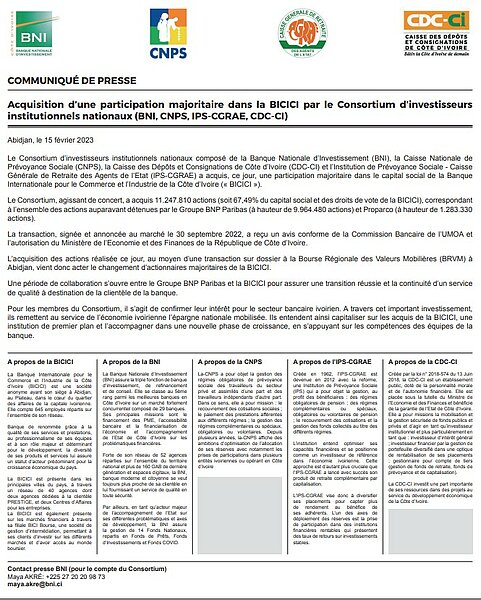 BNI
BANQUE NATIONALE
D'INVESTISSEMENT
CNPS
CAISSE GENERALE DE RETRAITE
DES AGENTS
DE L'ETAT
CDC-CI
CAISSE DES DÉPÔTS
ET CONSIGNATIONS
DE CÔTE D'IVOIRE
Bâtir la Côte d'Ivoire de demain
COMMUNIQUÉ DE PRESSE
Acquisition d'une participation majoritaire dans la BICICI par le Consortium d'investisseurs
institutionnels nationaux (BNI, CNPS, IPS-CGRAE, CDC-CI)
Abidjan, le 15 février 2023
Le Consortium d'investisseurs institutionnels nationaux composé de la Banque Nationale d'Investissement (BNI), la Caisse Nationale de
Prévoyance Sociale (CNPS), la Caisse des Dépôts et Consignations de Côte d'Ivoire (CDC-CI) et l'Institution de Prévoyance Sociale - Caisse
Générale de Retraite des Agents de l'Etat (IPS-CGRAE) a acquis, ce jour, une participation majoritaire dans le capital social de la Banque
Internationale pour le Commerce et l'Industrie de la Côte d'Ivoire (« BICICI »).
Le Consortium, agissant de concert, a acquis 11.247.810 actions (soit 67,49% du capital social et des droits de vote de la BICICI), correspondant
à l'ensemble des actions auparavant détenues par le Groupe BNP Paribas (à hauteur de 9.964.480 actions) et Proparco (à hauteur de 1.283.330
actions).
La transaction, signée et annoncée au marché le 30 septembre 2022, a reçu un avis conforme de la Commission Bancaire de l'UMOA et
l'autorisation du Ministère de l'Economie et des Finances de la République de Côte d'Ivoire.
L'acquisition des actions réalisée ce jour, au moyen d'une transaction sur dossier à la Bourse Régionale des Valeurs Mobilières (BRVM) à
Abidjan, vient donc acter le changement d'actionnaires majoritaires de la BICICI.
Une période de collaboration s'ouvre entre le Groupe BNP Paribas et la BICICI pour assurer une transition réussie et la continuité d'un service
de qualité à destination de la clientèle de la banque.
Pour les membres du Consortium, il s'agit de confirmer leur intérêt pour le secteur bancaire ivoirien. A travers cet important investissement,
ils remettent au service de l'économie ivoirienne l'épargne nationale mobilisée. Ils entendent ainsi capitaliser sur les acquis de la BICICI, une
institution de premier plan et l'accompagner dans une nouvelle phase de croissance, en s'appuyant sur les compétences des équipes de la
banque.
A propos de la BICICI
La Banque Internationale pour le
Commerce et l'Industrie de la Côte
d'Ivoire (BICICI) est une société
anonyme ayant son siège à Abidjan,
au Plateau, dans le cœur du quartier
des affaires de la capitale ivoirienne.
Elle compte 645 employés répartis sur
l'ensemble de son réseau.
Banque renommée grâce à la
qualité de ses services et prestations,
au professionnalisme de ses équipes
et à son rôle majeur et déterminant
pour le développement, la diversité
de ses produits et services lui assure
un statut d'acteur prédominant pour la
croissance économique du pays.
La BICICI est présente dans les
principales villes du pays, à travers
un réseau de 40 agences dont
deux agences dédiées à la clientèle
PRESTIGE, et deux Centres d'Affaires
pour les entreprises.
La BICICI est également présente
sur les marchés financiers à travers
sa filiale BICI Bourse, une société de
gestion d'intermédiation, permettant à
ses clients d'investir sur les différents
marchés et d'avoir accès au monde
boursier.
A propos de la BNI
La Banque Nationale d'Investissement
(BNI) assure la triple fonction de banque
d'investissement, de refinancement
et de conseil. Elle se classe au 5ième
rang parmi les meilleures banques en
Côte d'Ivoire sur un marché fortement
concurrencé composé de 29 banques.
Ses principales missions sont le
financement des PME, l'accessibilité
bancaire et la financiarisation de
l'économie et l'accompagnement de
l'Etat de Côte d'Ivoire sur les
problématiques financières.
Forte de son réseau de 52 agences
réparties sur l'ensemble du territoire
national et plus de 160 GAB de dernière
génération et espaces digitaux, la BNI,
banque moderne et citoyenne se veut
toujours plus proche de sa clientèle en
lui fournissant un service de qualité en
toute sécurité.
Par ailleurs, en tant qu'acteur majeur
de l'accompagnement de l'Etat sur
ses différentes problématiques et axes
de développement, la BNI assure
la gestion de 14 Fonds Nationaux,
repartis en Fonds de Prêts, Fonds
d'Investissements et Fonds COVID.
A propos de la CNPS
La-CNPS a pour objet la gestion des
régimes obligatoires de prévoyance
sociale des travailleurs du secteur
privé et assimilés d'une part et des
travailleurs indépendants d'autre part.
Dans ce sens, elle a pour mission : le
recouvrement des cotisations sociales ;
le paiement des prestations afférentes
aux différents régimes ; la gestion des
régimes complémentaires ou spéciaux,
obligatoires ou volontaires. Depuis
plusieurs années, la CNPS affiche des
ambitions d'optimisation de l'allocation
de ses réserves avec notamment les
prises de participations dans plusieurs
entités ivoiriennes ou opérant en Côte
d'Ivoire.
A propos de l'IPS-CGRAE
Créée en 1962, l'IPS-CGRAE est
devenue en 2012 avec la réforme,
une Institution de Prévoyance Sociale
(IPS) qui a pour objet la gestion, au
profit des bénéficiaires : des régimes
obligatoires de pension ; des régimes
complémentaires ou spéciaux,
obligatoires ou volontaires de pension ;
le recouvrement des cotisations et la
gestion des fonds collectés au titre des
différents régimes.
L'Institution entend optimiser ses
capacités financières et se positionne
comme un investisseur de référence
dans l'économie ivoirienne. Cette
approche est d'autant plus cruciale que
l'IPS-CGRAE a lancé avec succès son
produit de retraite complémentaire par
capitalisation.
L'IPS-CGRAE vise donc à diversifier
ses placements pour capter plus
de rendement au bénéfice de
ses adhérents. L'un des axes de
déploiement des réserves est la prise
de participation dans des institutions
financières rentables qui présentent
des taux de retours sur investissements
stables.
A propos de la CDC-CI
Créée par la loi n° 2018-574 du 13 Juin
2018, la CDC-CI est un établissement
public, doté de la personnalité morale
et de l'autonomie financière. Elle est
placée sous la tutelle du Ministre de
l'Economie et des Finances et bénéficie
de la garantie de l'Etat de Côte d'Ivoire.
Elle a pour missions la mobilisation et
la gestion sécurisée de fonds publics et
privés et d'agir en tant qu'investisseur
institutionnel et plus particulièrement en
tant que : investisseur d'intérêt général
; investisseur financier par la gestion de
portefeuille diversifié dans une optique
de rentabilisation de ses placements
; gestionnaire pour compte de tiers
(gestion de fonds de retraite, fonds de
prévoyance et de capitalisation).
La CDC-CI investit une part importante
de ses ressources dans des projets au
service du développement économique
de la Côte d'Ivoire.
Contact presse BNI (pour le compte du Consortium)
Maya AKRÉ: +225 27 20 20 98 73
maya.akre@bni.ci